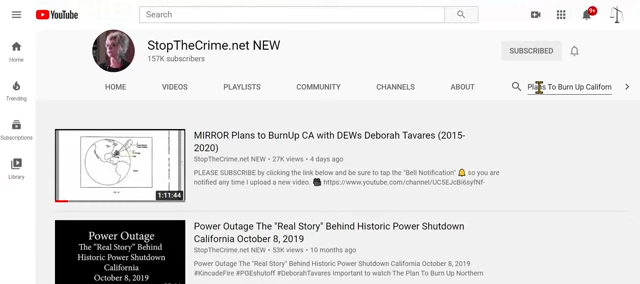 YouTube
Search
9+
StopTheCrime.net NEW
157K subscribers
SUBSCRIBED
Home
HOME VIDEOS PLAYLISTS COMMUNITY CHANNELS ABOUT Plans To Burn Up Californ
Trending
Subscriptions
Library
MIRROR Plans to BurnUp CA with DEWs Deborah Tavares (2015-
2020)
StopTheCrime.net NEW • 27K views • 4 days ago
PLEASE SUBSCRIBE by clicking the link below and be sure to tap the "Bell Notification" 🔔 so you are
notified any time I upload a new video.
1:11:44
Power Outage The "Real Story" Behind Historic Power Shutdown
California October 8, 2019
StopTheCrime.net NEW • 53K views • 10 months ago
Power Outage The "Real Story" Behind Historic Power Shutdown California October 8, 2019
#KincadeFire #PGEshutoff #DeborahTavares Important to watch The Plan To Burn Up Northern
Power Outage
The "Real Story" Behind
Historic Power Shutdown
California
October 8, 2019